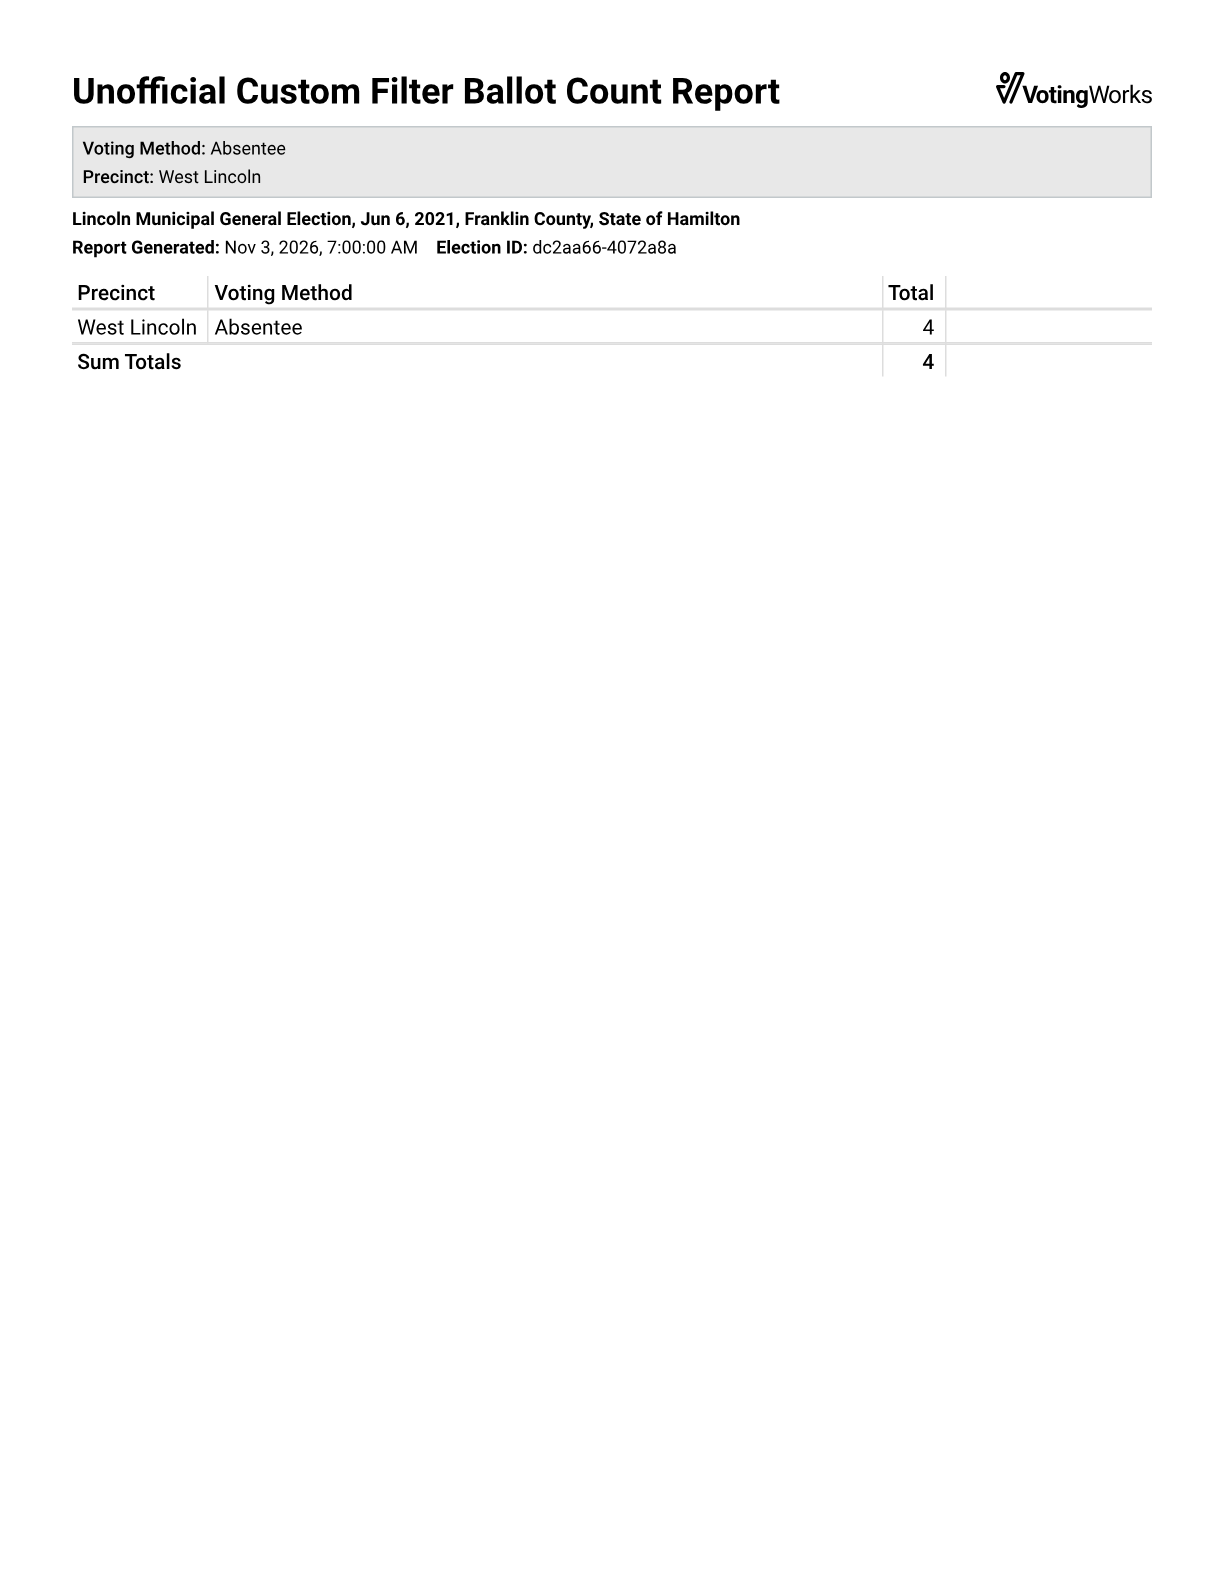 Unofficial Custom Filter Ballot Count Report
VotingWorks
Voting Method: Absentee
Precinct: West Lincoln
Lincoln Municipal General Election, Jun 6, 2021, Franklin County, State of Hamilton
Report Generated: Nov 3, 2026, 7:00:00 AM Election ID: dc2aa66-4072a8a
Precinct Voting Method Total
West Lincoln Absentee 4
Sum Totals 4